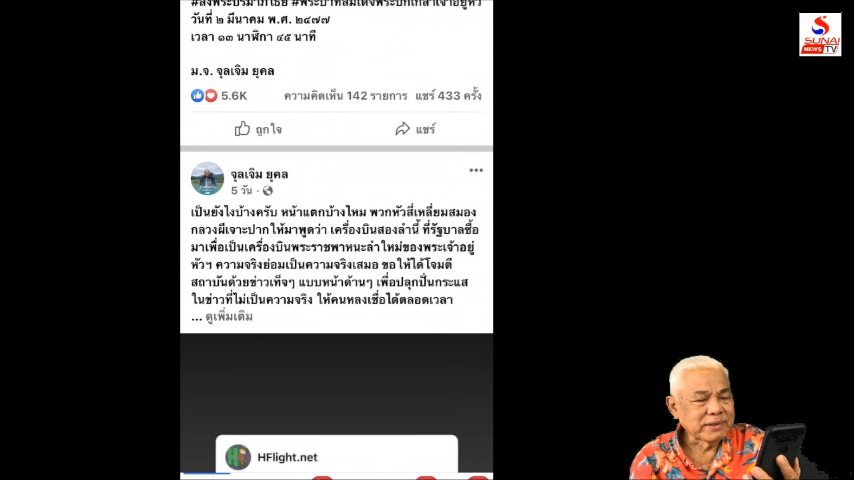 #สงพระปรมาภิไธย #พระบาทสมเด็จพระปกเกล้าเจ้าอยู่หัว
วันที่ ๒ มีนาคม พ.ศ. ๒๔๗๗
เวลา ๑๓ นาฬิกา ๔๕ นาที
ม.จ. จุลเจิม ยุคล
5.6K ความคิดเห็น 142 รายการ แชร์ 433 ครั้ง
ถูกใจ แชร์
จุลเจิม ยุคล
5 วัน
เป็นยังไงบ้างครับ หน้าแตกบ้างไหม พวกหัวสี่เหลี่ยมสมอง
กลวงผีเจาะปากให้มาพูดว่า เครื่องบินสองลำนี้ ที่รัฐบาลซื้อ
มาเพื่อเป็นเครื่องบินพระราชพาหนะลำใหม่ของพระเจ้าอยู่
หัวฯ ความจริงย่อมเป็นความจริงเสมอ ขอให้ได้โจมตี
สถาบันด้วยข่าวเท็จๆ แบบหน้าด้านๆ เพื่อปลุกปั่นกระแส
ในข่าวที่ไม่เป็นความจริง ให้คนหลงเชื่อได้ตลอดเวลา
... ดูเพิ่มเติม
HFlight.net
SUNAI
NEWS TV